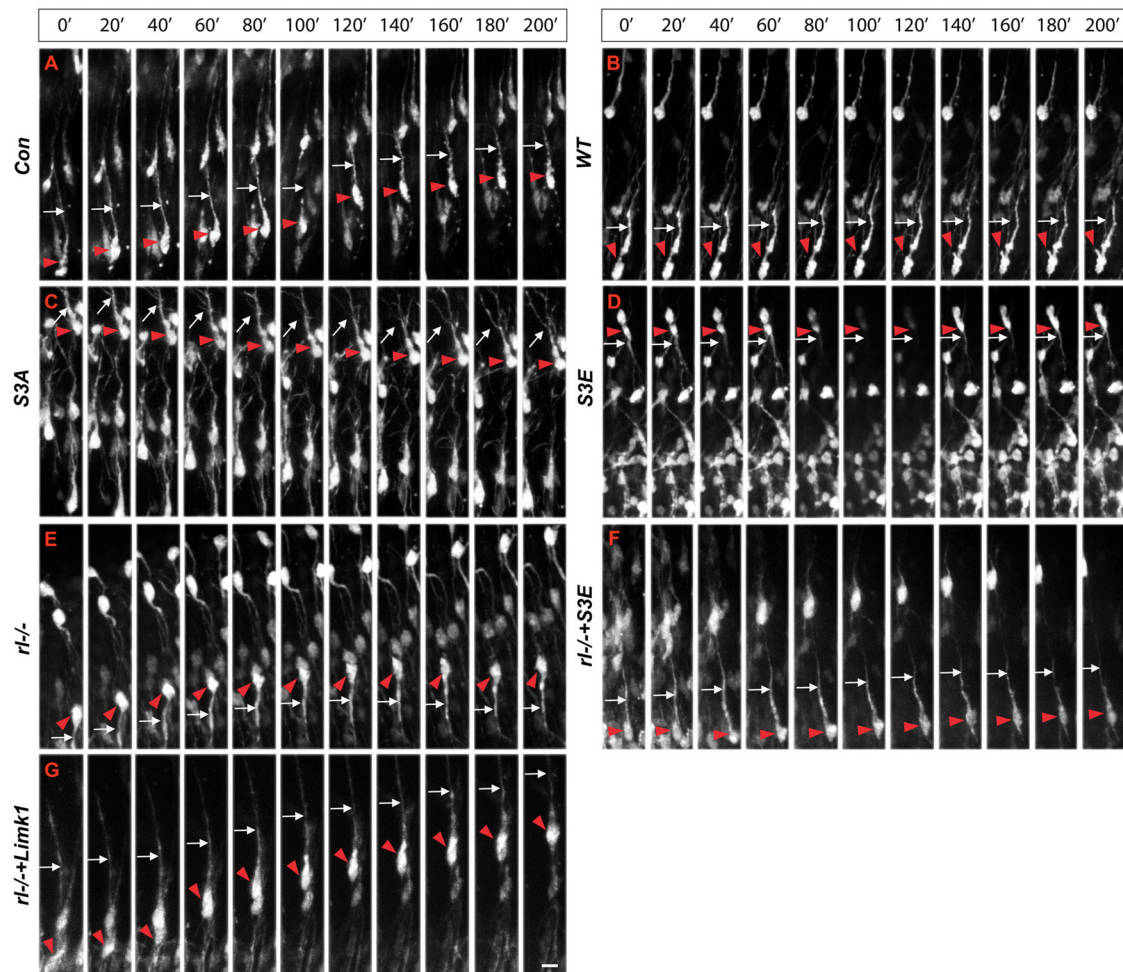 0′ 20′ 40′ 60′ 80′ 100′ 120′ 140′ 160′ 180′ 200′
0′ 20′ 40′ 60′ 80′ 100′ 120′ 140′ 160′ 180′ 200′
Con
A
WT
B
S3A
C
S3E
D
rl-/-
E
rl-/-+S3E
F
rl-/-+Limk1
G